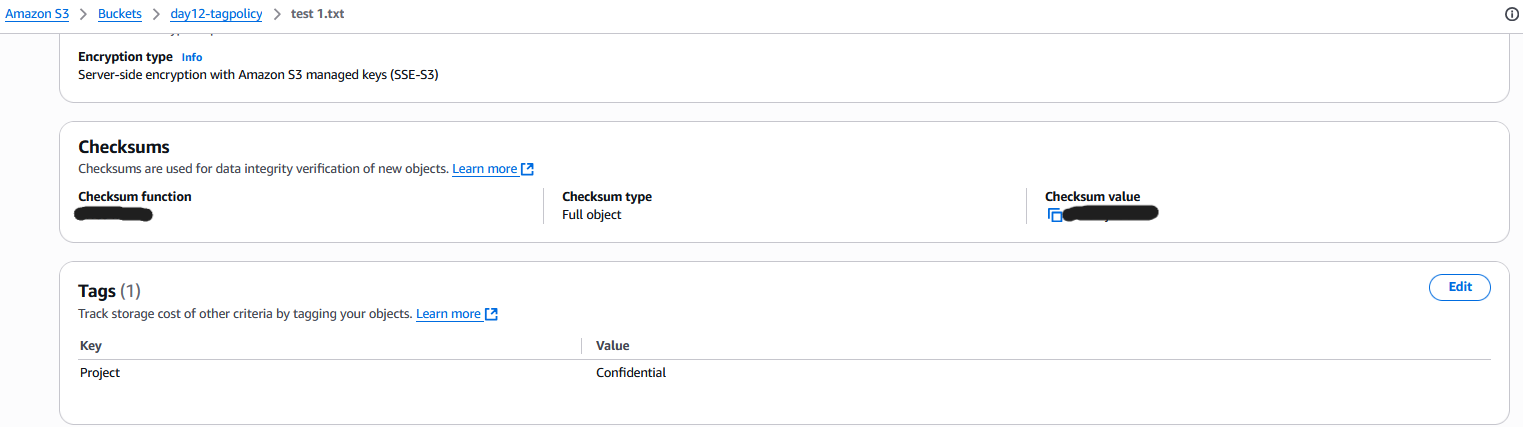 Amazon S3 > Buckets > day12-tagpolicy > test 1.txt
Encryption type Info
Server-side encryption with Amazon S3 managed keys (SSE-S3)
Checksums
Checksums are used for data integrity verification of new objects. Learn more
Checksum function Checksum type Checksum value
Full object
Tags (1) Edit
Track storage cost of other criteria by tagging your objects. Learn more
Key Value
Project Confidential